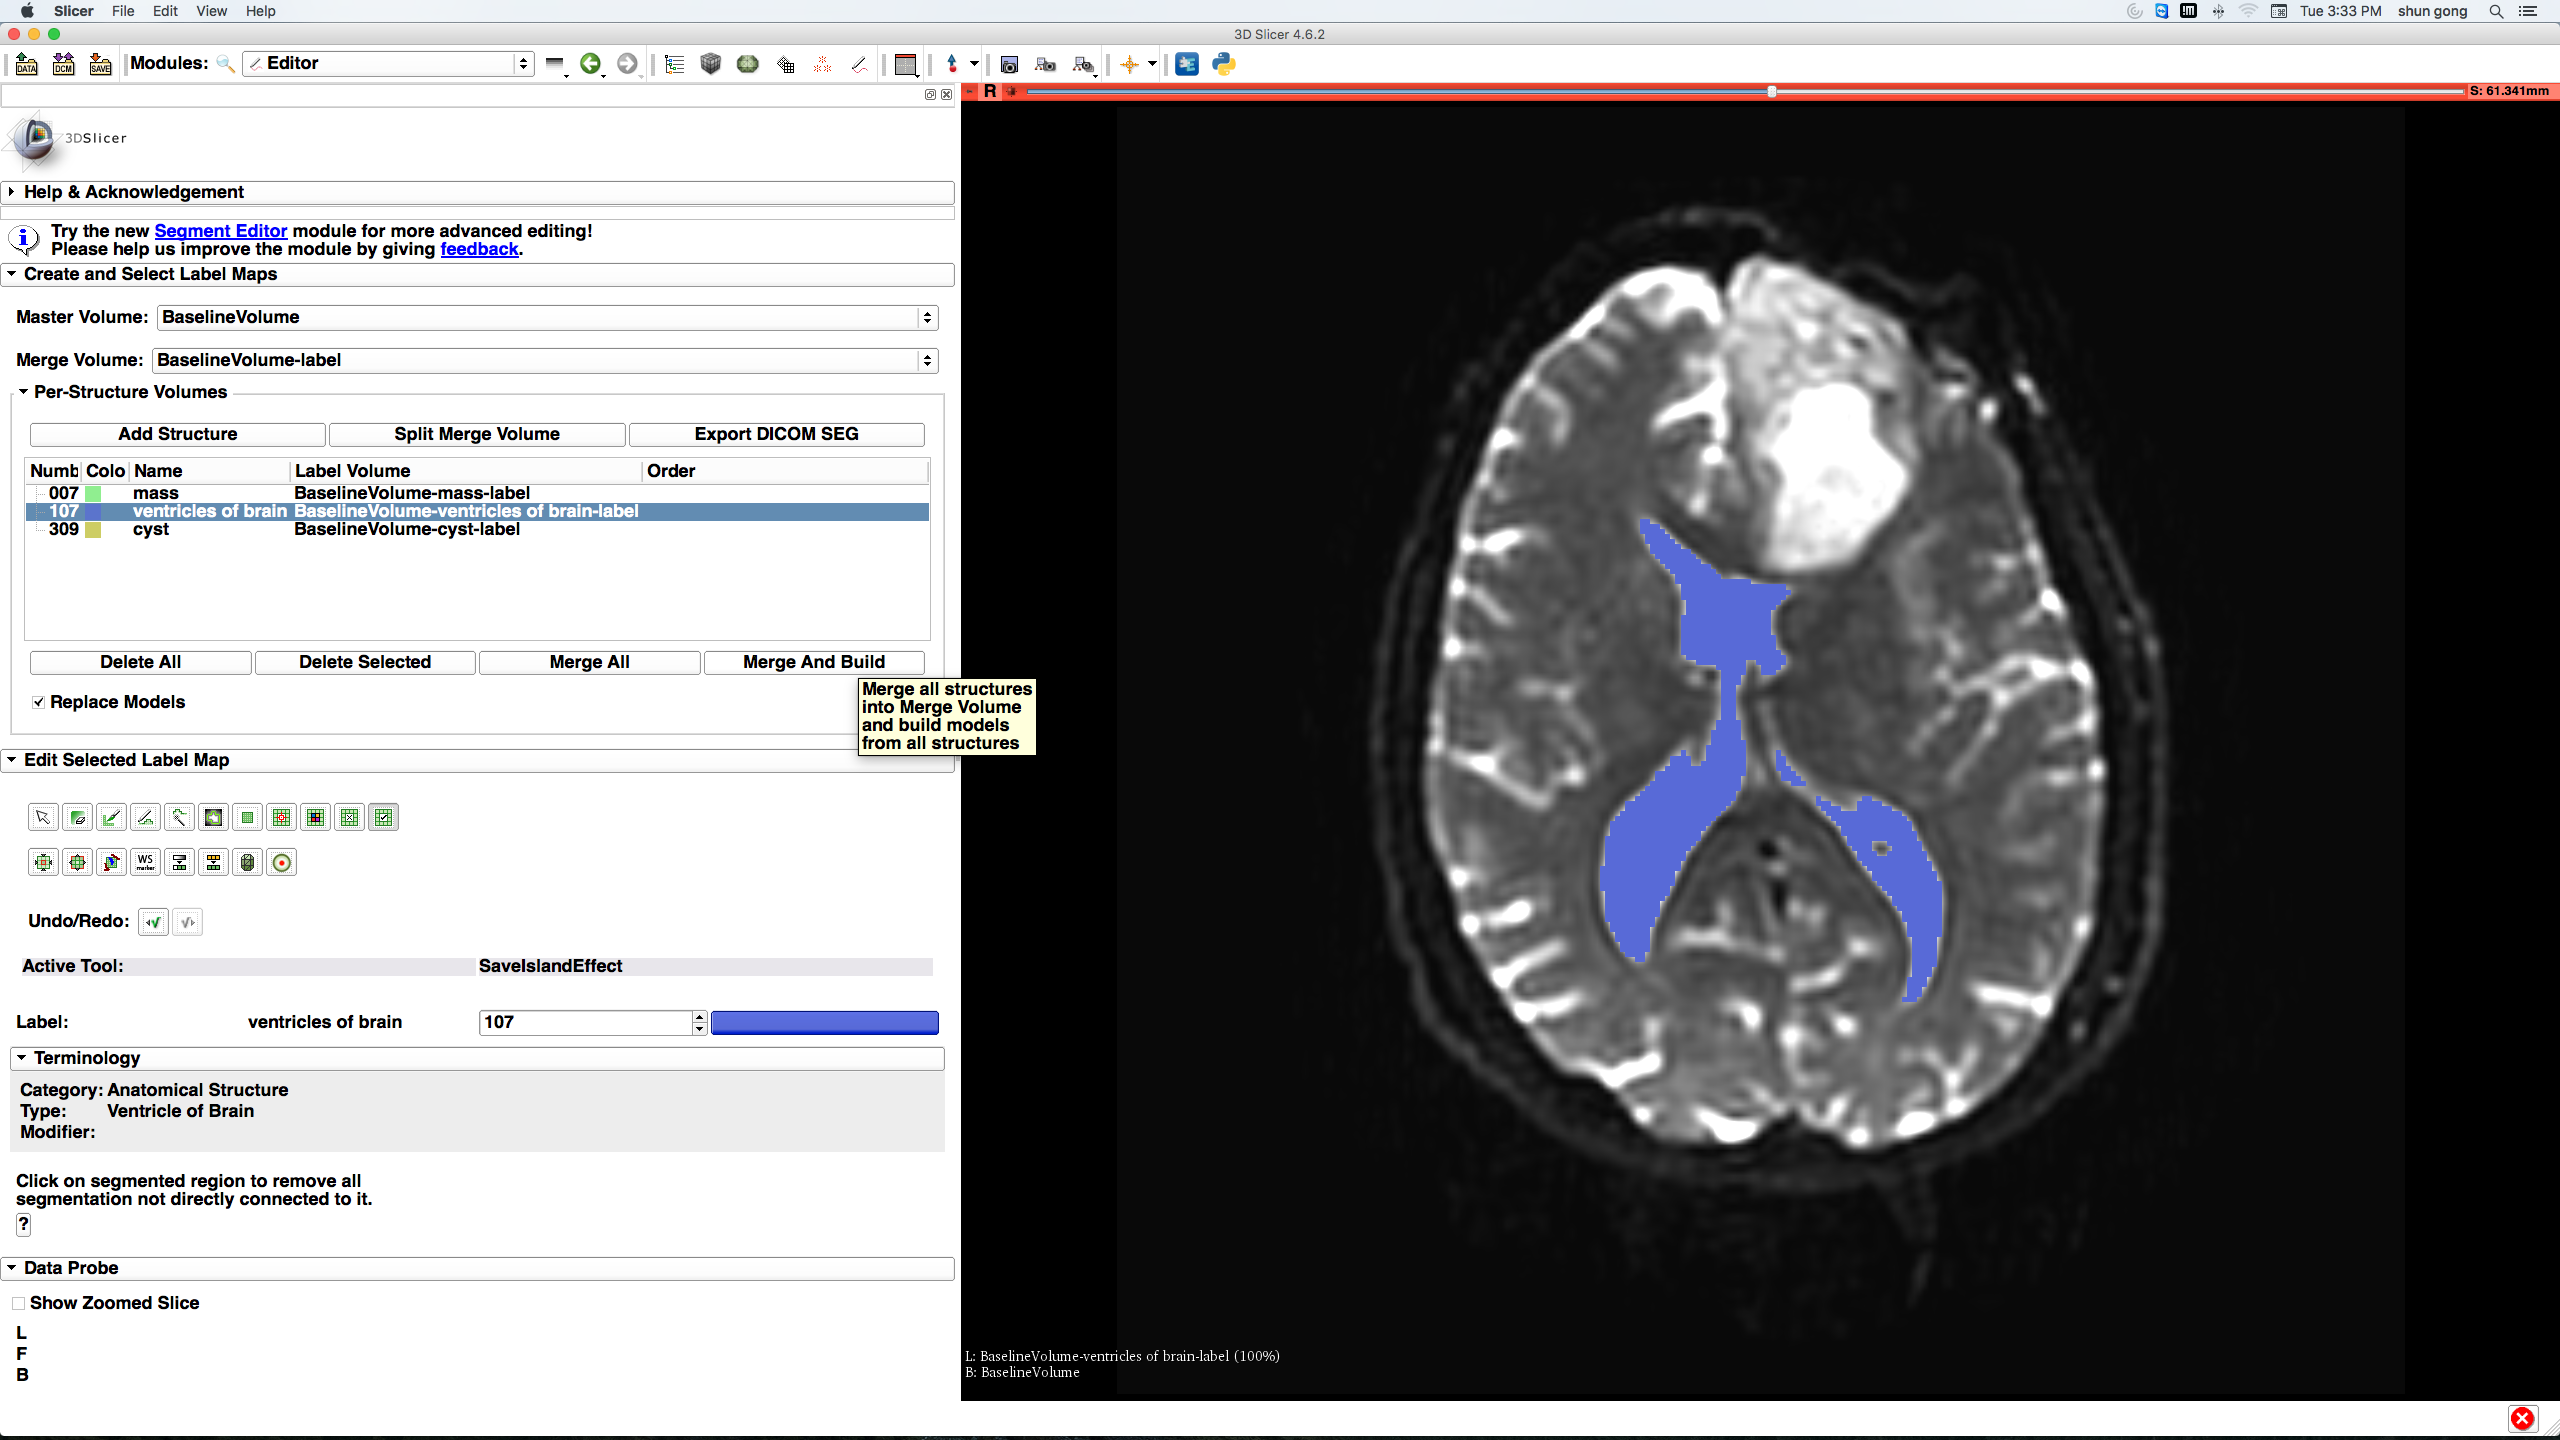 Slicer File Edit View Help
Tue 3:33 PM shun gong
3D Slicer 4.6.2
DATA DCM SAVE Modules: Editor
R S: 61.341mm
3DSlicer
Help & Acknowledgement
Try the new Segment Editor module for more advanced editing!
Please help us improve the module by giving feedback.
Create and Select Label Maps
Master Volume: BaselineVolume
Merge Volume: BaselineVolume-label
Per-Structure Volumes
Add Structure Split Merge Volume Export DICOM SEG
Numb Colo Name Label Volume Order
007 mass BaselineVolume-mass-label
107 ventricles of brain BaselineVolume-ventricles of brain-label
309 cyst BaselineVolume-cyst-label
Delete All Delete Selected Merge All Merge And Build
Merge all structures
into Merge Volume
and build models
from all structures
Replace Models
Edit Selected Label Map
WS
Undo/Redo:
Active Tool: SaveIslandEffect
Label: ventricles of brain 107
Terminology
Category: Anatomical Structure
Type: Ventricle of Brain
Modifier:
Click on segmented region to remove all
segmentation not directly connected to it.
?
Data Probe
Show Zoomed Slice
L
F
B
L: BaselineVolume-ventricles of brain-label (100%)
B: BaselineVolume